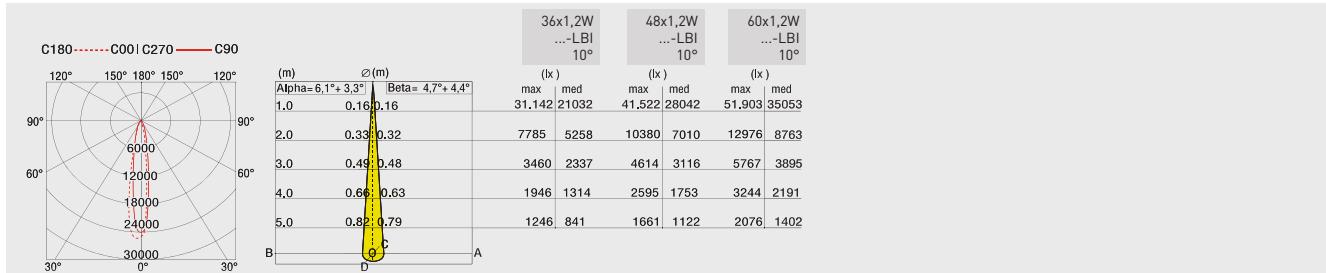 36x1,2W 48x1,2W 60x1,2W
...-LBI ...-LBI ...-LBI
10° 10° 10°
C180 C00 | C270 C90
120° 150° 180° 150° 120°
90° 90°
60° 60°
6000
12000
18000
24000
30000
30° 0° 30°
(m) ∅(m) (lx ) (lx ) (lx )
Alpha= 6,1°+ 3,3° Beta= 4,7°+ 4,4° max med max med max med
1.0 0.16 0.16 31.142 21032 41.522 28042 51.903 35053
2.0 0.33 0.32 7785 5258 10380 7010 12976 8763
3.0 0.49 0.48 3460 2337 4614 3116 5767 3895
4.0 0.66 0.63 1946 1314 2595 1753 3244 2191
5.0 0.82 0.79 1246 841 1661 1122 2076 1402
C
B A
D